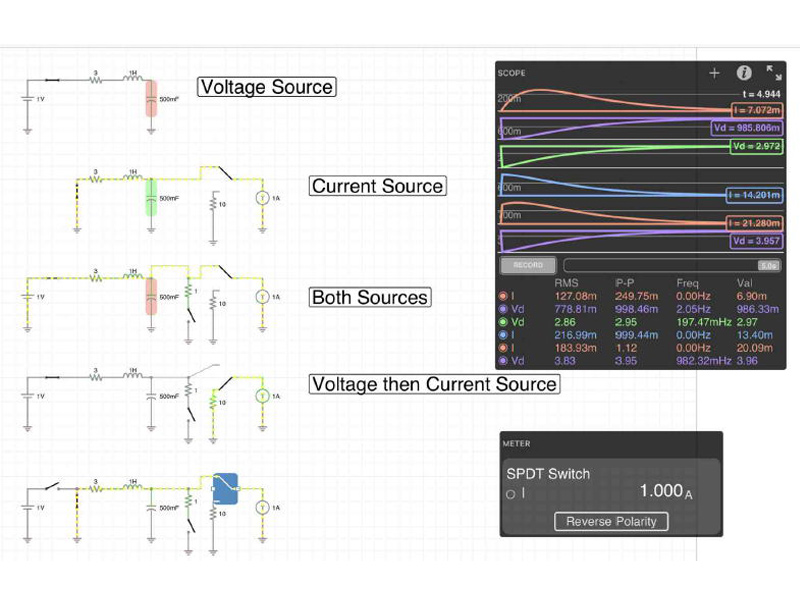 3
1H
1V
500mF
Voltage Source
3
1H
500mF
10
1A
Current Source
3
1H
1V
500mF
1
10
1A
Both Sources
3
1H
1V
500mF
1
10
1A
Voltage then Current Source
3
1H
1V
500mF
1
10
1A
SCOPE
+
i
t = 4.944
200m
I = 7.072m
Vd = 985.806m
Vd = 2.972
I = 14.201m
I = 21.280m
Vd = 3.957
RECORD
5.0s
RMS P-P Freq Val
I 127.08m 249.75m 0.00Hz 6.90m
Vd 778.81m 998.46m 2.05Hz 986.33m
Vd 2.86 2.95 197.47mHz 2.97
I 216.99m 999.44m 0.00Hz 13.40m
I 183.93m 1.12 0.00Hz 20.09m
Vd 3.83 3.95 982.32mHz 3.96
METER
SPDT Switch
I 1.000A
Reverse Polarity